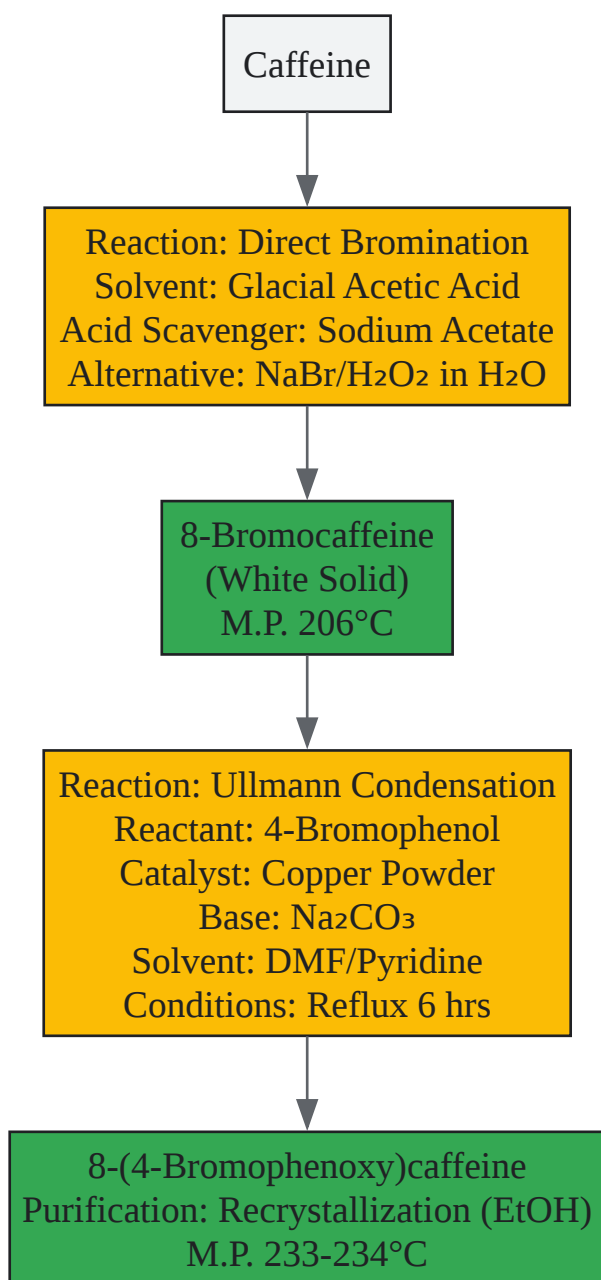 Caffeine
Reaction: Direct Bromination
Solvent: Glacial Acetic Acid
Acid Scavenger: Sodium Acetate
Alternative: NaBr/H₂O₂ in H₂O
8-Bromocaffeine
(White Solid)
M.P. 206°C
Reaction: Ullmann Condensation
Reactant: 4-Bromophenol
Catalyst: Copper Powder
Base: Na₂CO₃
Solvent: DMF/Pyridine
Conditions: Reflux 6 hrs
8-(4-Bromophenoxy)caffeine
Purification: Recrystallization (EtOH)
M.P. 233-234°C